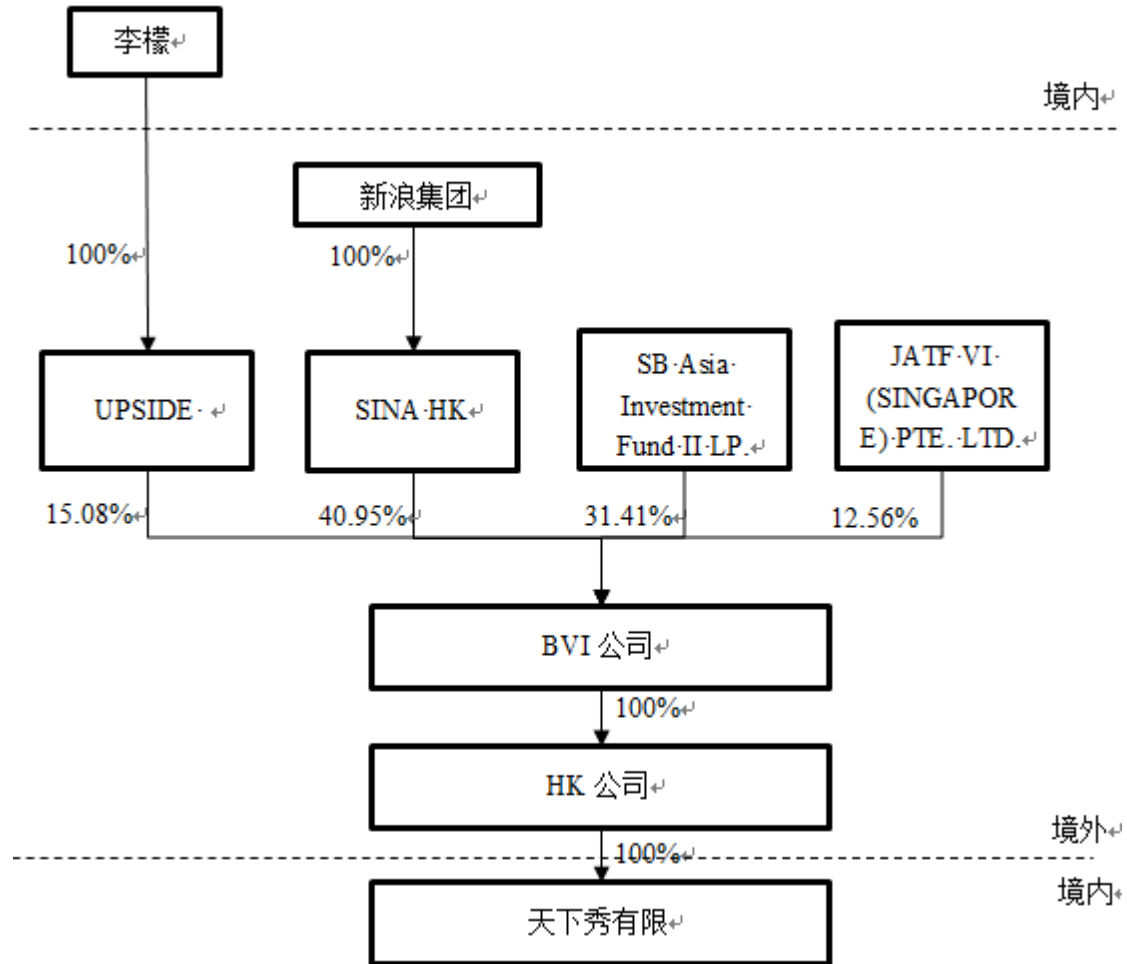 李檬
境内
新浪集团
100%
100%
UPSIDE
SINA HK
SB Asia
Investment
Fund II LP.
JATF VI
(SINGAPOR
E) PTE. LTD.
15.08%
40.95%
31.41%
12.56%
BVI 公司
100%
HK 公司
境外
100%
境内
天下秀有限